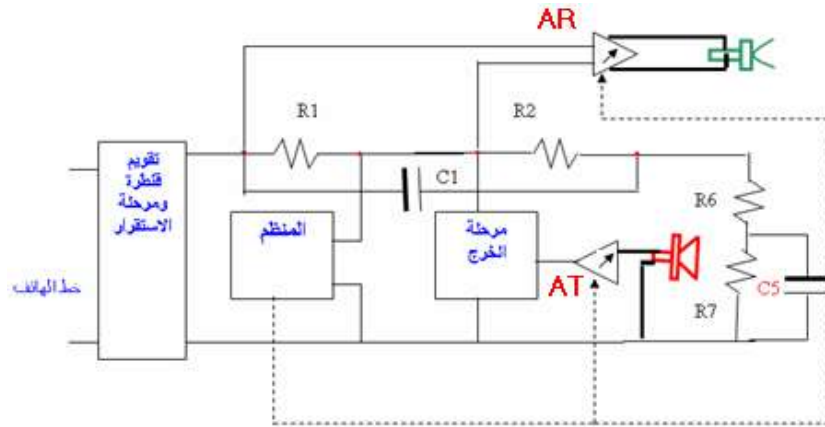 AR
R1
R2
C1
تقويم
قنطرة
ومرحلة
الاستقرار
المنظم
مرحلة
الخرج
AT
R6
R7
C5
خط الهاتف